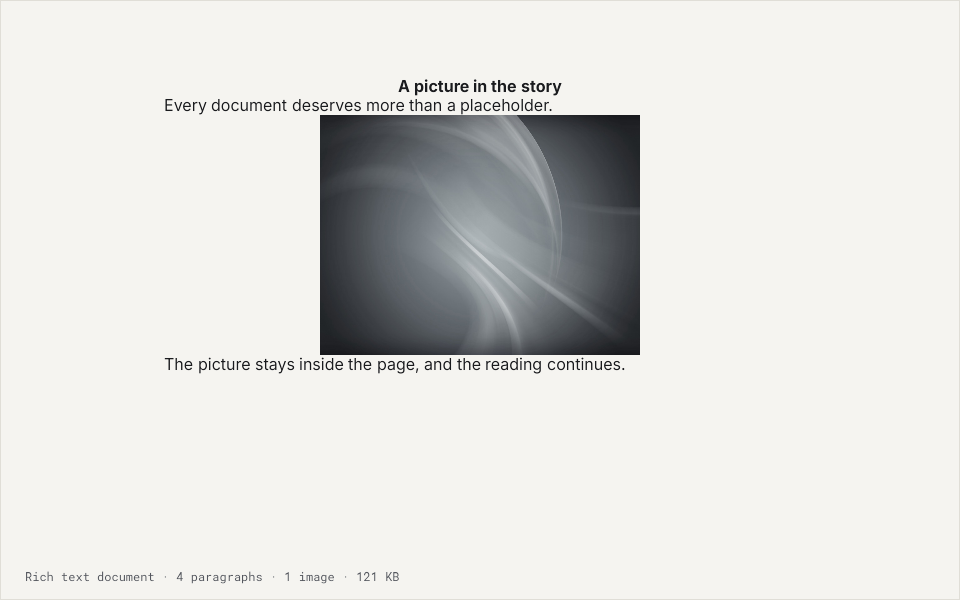 A picture in the story
Every document deserves more than a placeholder.
The picture stays inside the page, and the reading continues.
Rich text document · 4 paragraphs · 1 image · 121 KB